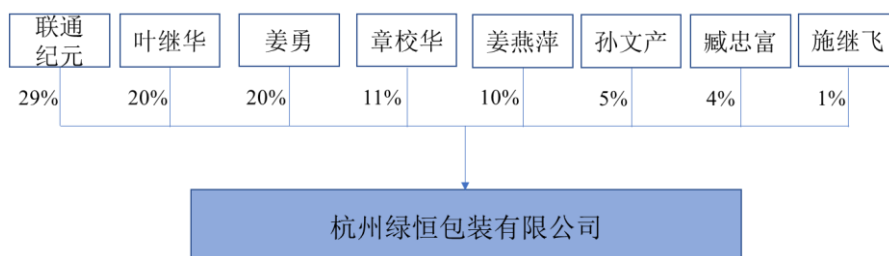 联通
纪元
叶继华
姜勇
章校华
姜燕萍
孙文产
臧忠富
施继飞
29%
20%
20%
11%
10%
5%
4%
1%
杭州绿恒包装有限公司